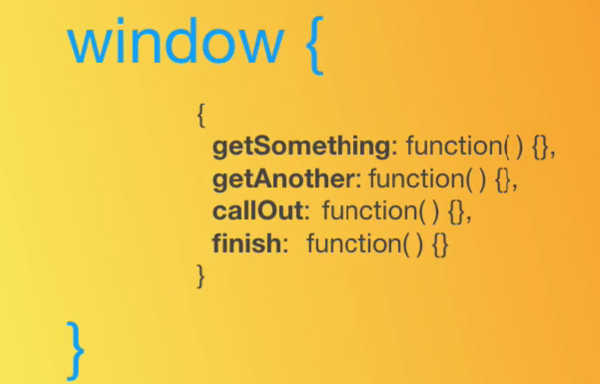 window {
{
getSomething: function( ) {},
getAnother: function( ) {},
callOut: function( ) {},
finish: function( ) {}
}
}